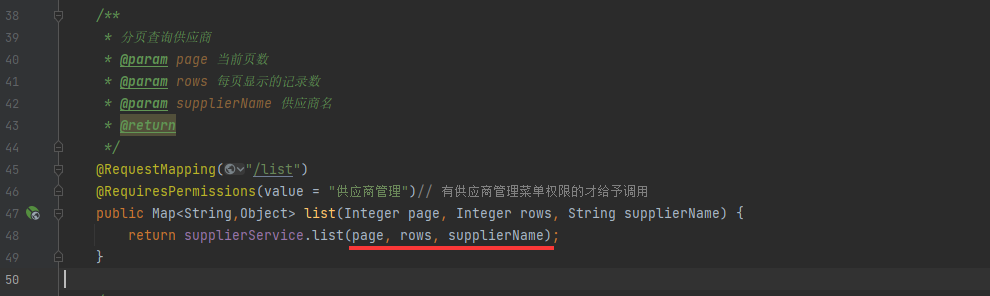 38 /**
39 * 分页查询供应商
40 * @param page 当前页数
41 * @param rows 每页显示的记录数
42 * @param supplierName 供应商名
43 * @return
44 */
45 @RequestMapping("/list")
46 @RequiresPermissions(value = "供应商管理")// 有供应商管理菜单权限的才给予调用
47 public Map<String,Object> list(Integer page, Integer rows, String supplierName) {
48 return supplierService.list(page, rows, supplierName);
49 }
50